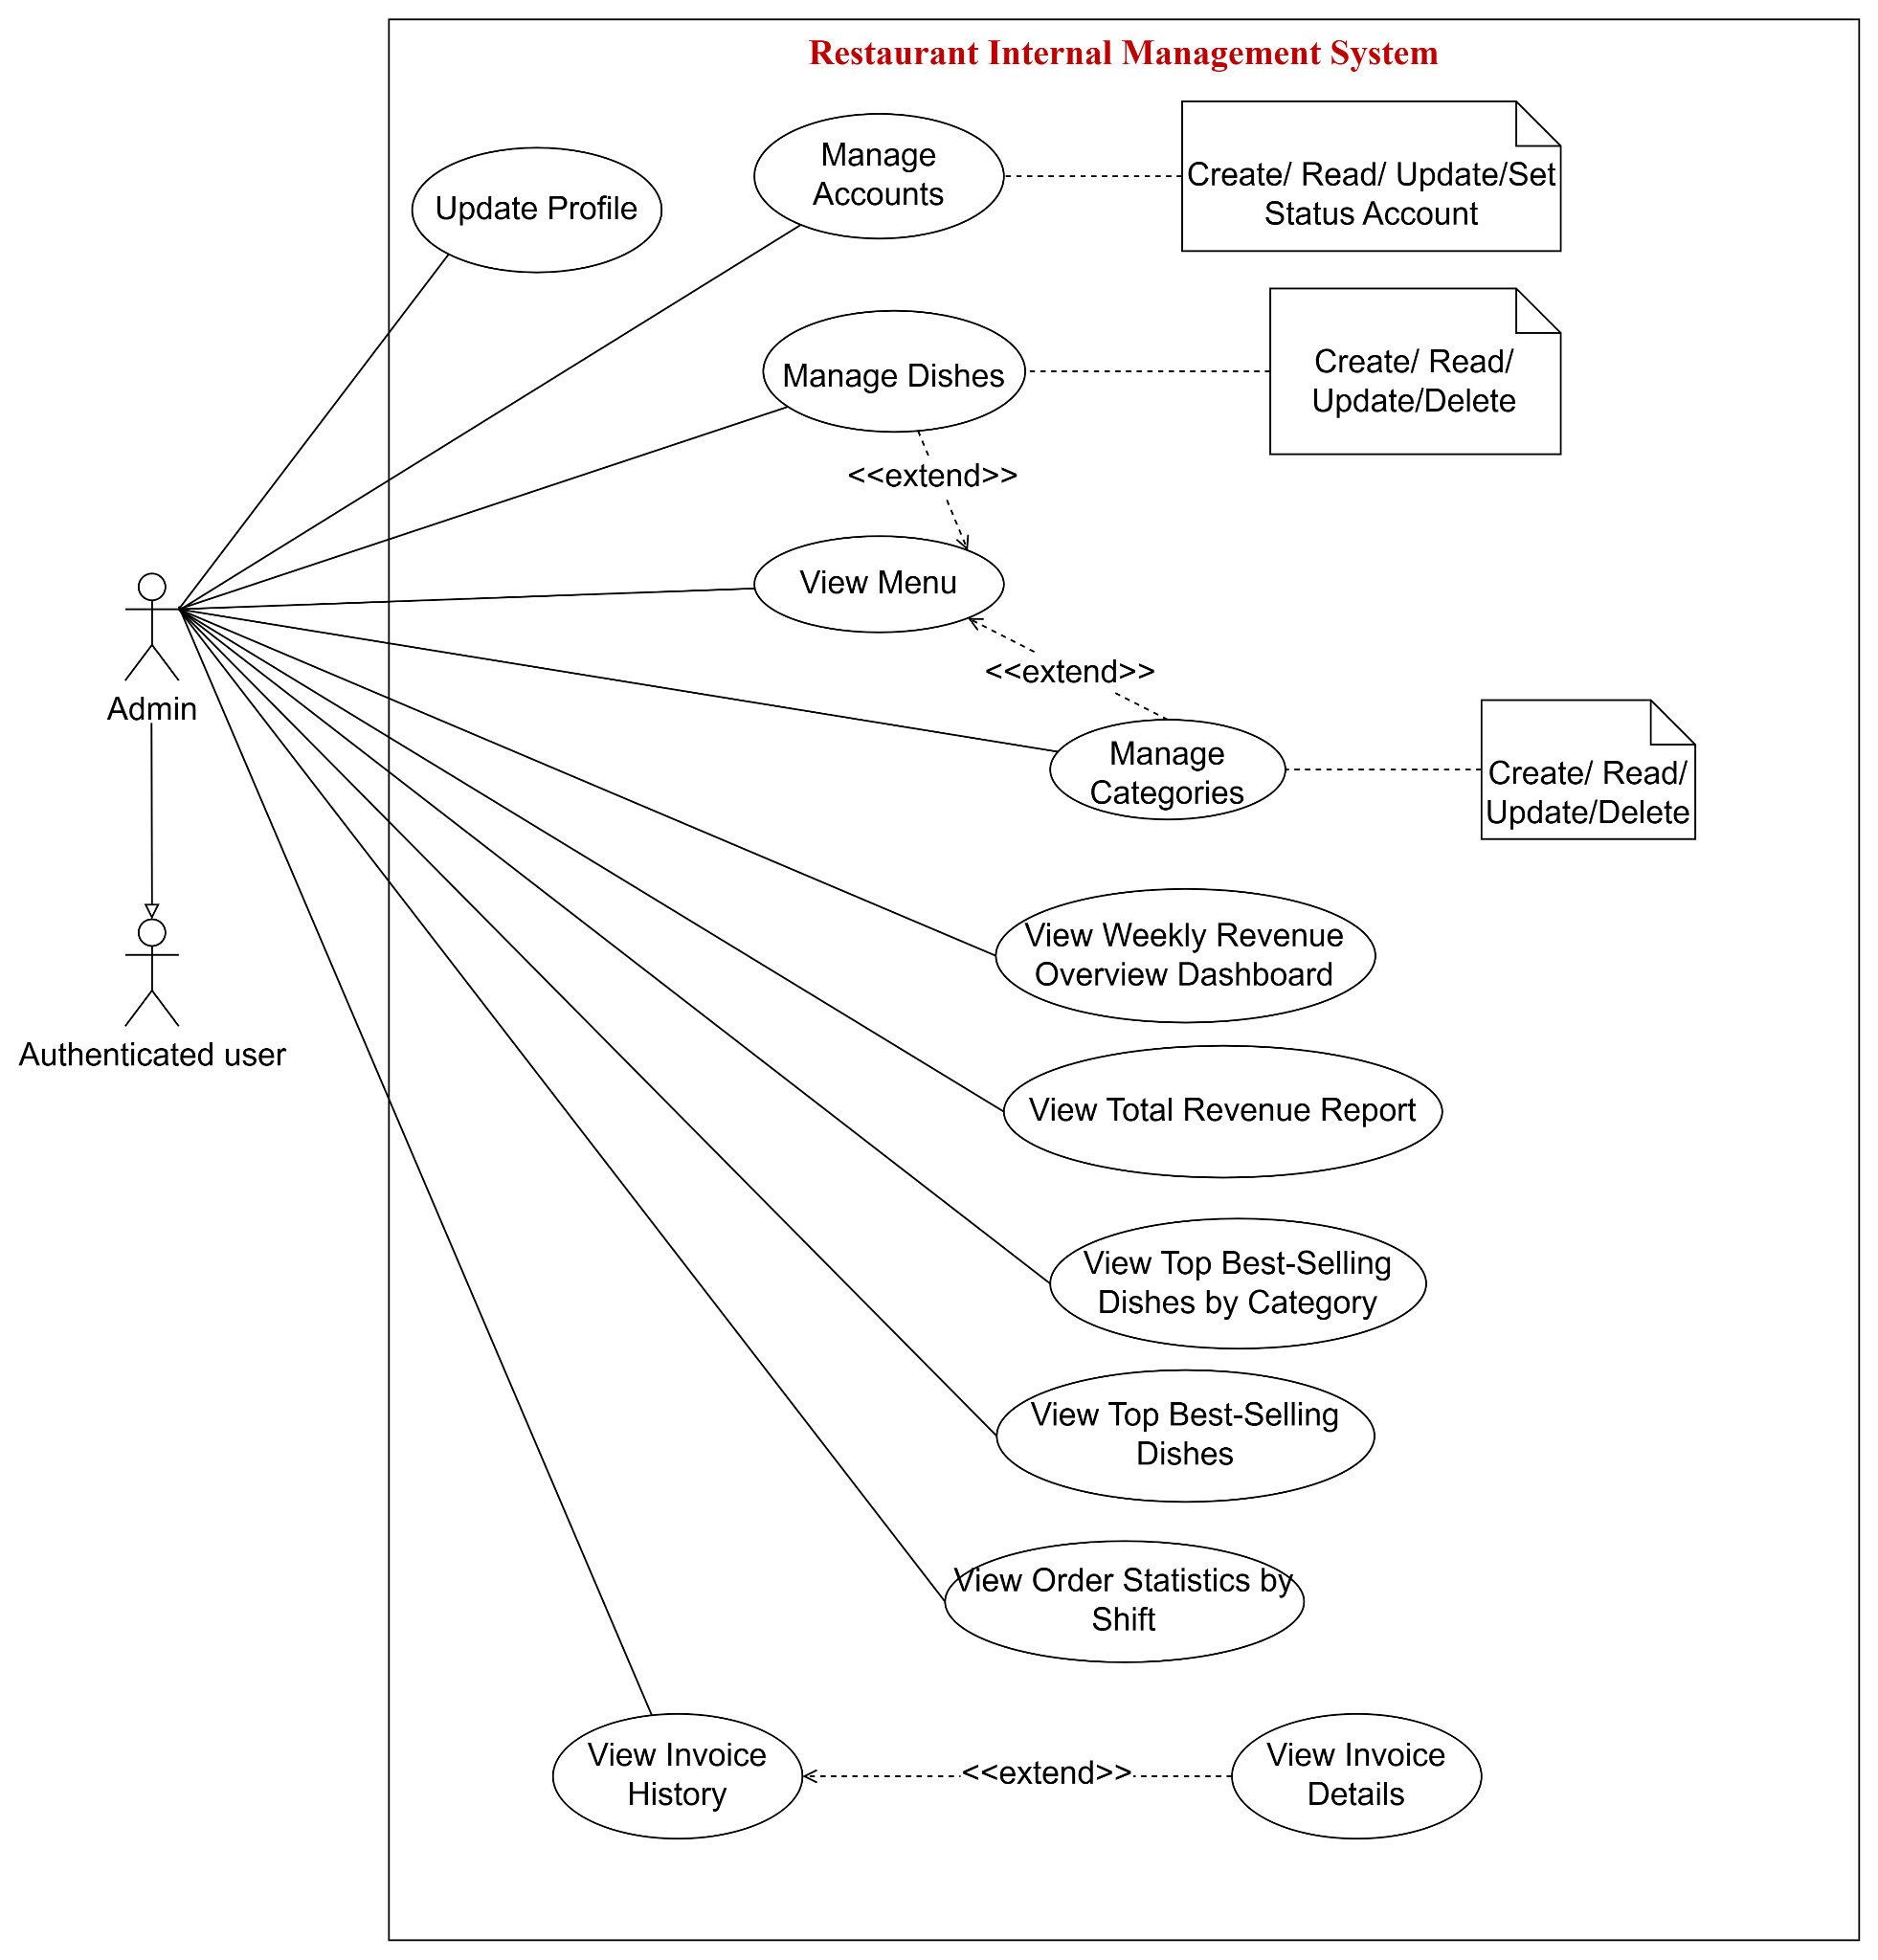 Restaurant Internal Management System
Update Profile
Manage
Accounts
Create/ Read/ Update/Set
Status Account
Manage Dishes
Create/ Read/
Update/Delete
<<extend>>
View Menu
<<extend>>
Admin
Manage
Categories
Create/ Read/
Update/Delete
View Weekly Revenue
Overview Dashboard
Authenticated user
View Total Revenue Report
View Top Best-Selling
Dishes by Category
View Top Best-Selling
Dishes
View Order Statistics by
Shift
View Invoice
History
<<extend>>
View Invoice
Details